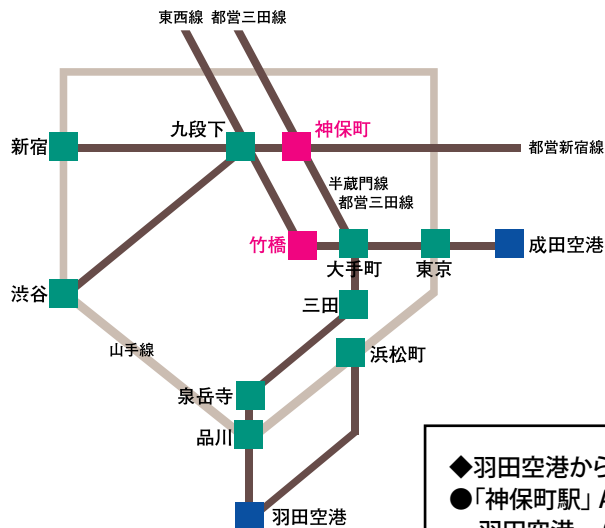 東西線 都営三田線
九段下
神保町
新宿
都営新宿線
半蔵門線
都営三田線
竹橋
成田空港
大手町
東京
渋谷
三田
山手線
浜松町
泉岳寺
品川
◆羽田空港から
●「神保町駅」A
羽田空港